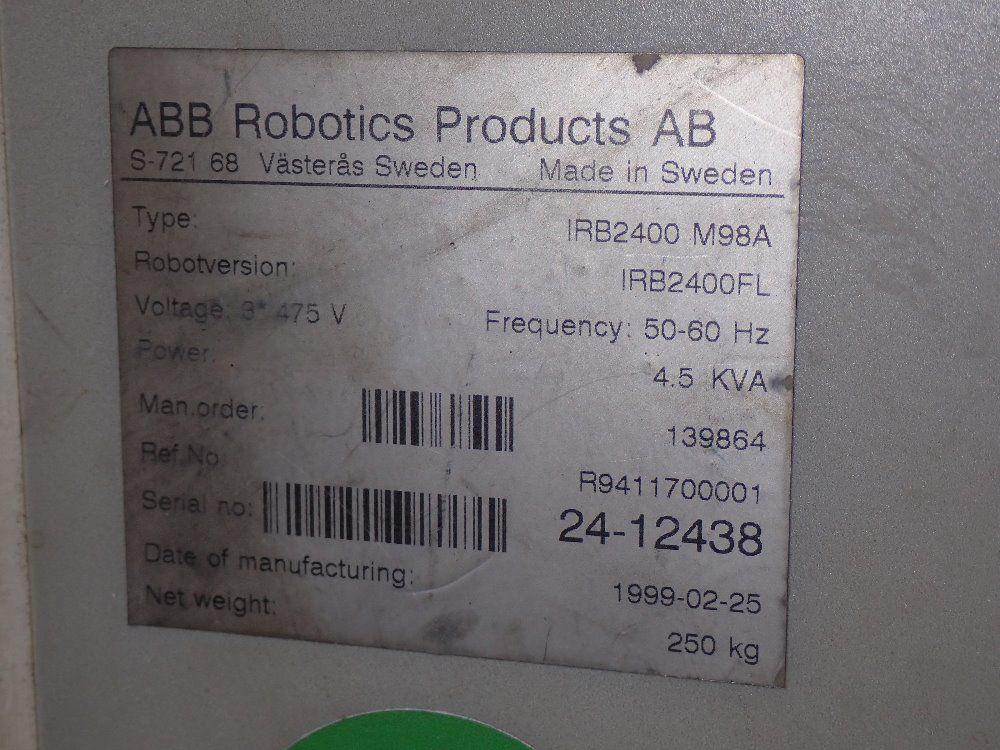 ABB Robotics Products AB
S-721 68 Västerås Sweden Made in Sweden
Type: IRB2400 M98A
Robotversion: IRB2400FL
Voltage: 3* 475 V Frequency: 50-60 Hz
Power: 4.5 KVA
Man.order: 139864
Ref.No R9411700001
Serial no: 24-12438
Date of manufacturing: 1999-02-25
Net weight: 250 kg